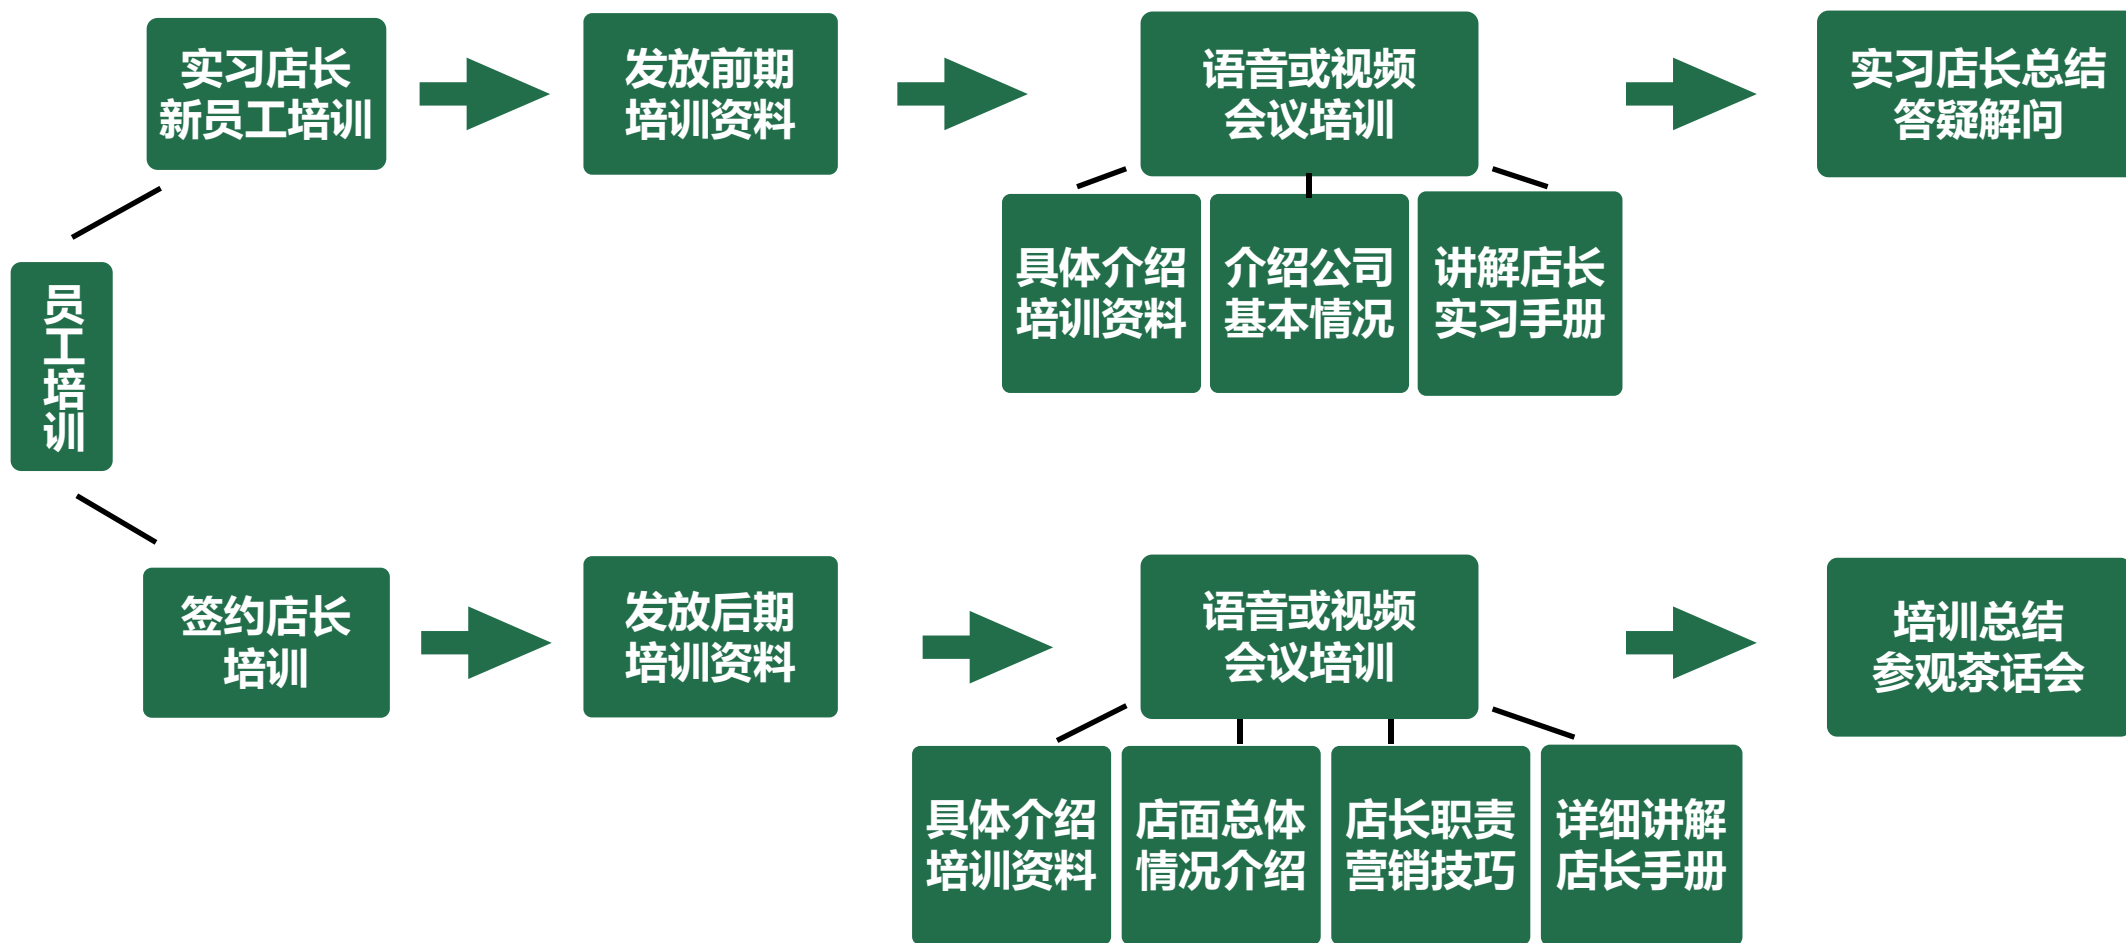 实习店长
新员工培训
发放前期
培训资料
语音或视频
会议培训
实习店长总结
答疑解问
具体介绍
培训资料
介绍公司
基本情况
讲解店长
实习手册
员工培训
签约店长
培训
发放后期
培训资料
语音或视频
会议培训
培训总结
参观茶话会
具体介绍
培训资料
店面总体
情况介绍
店长职责
营销技巧
详细讲解
店长手册